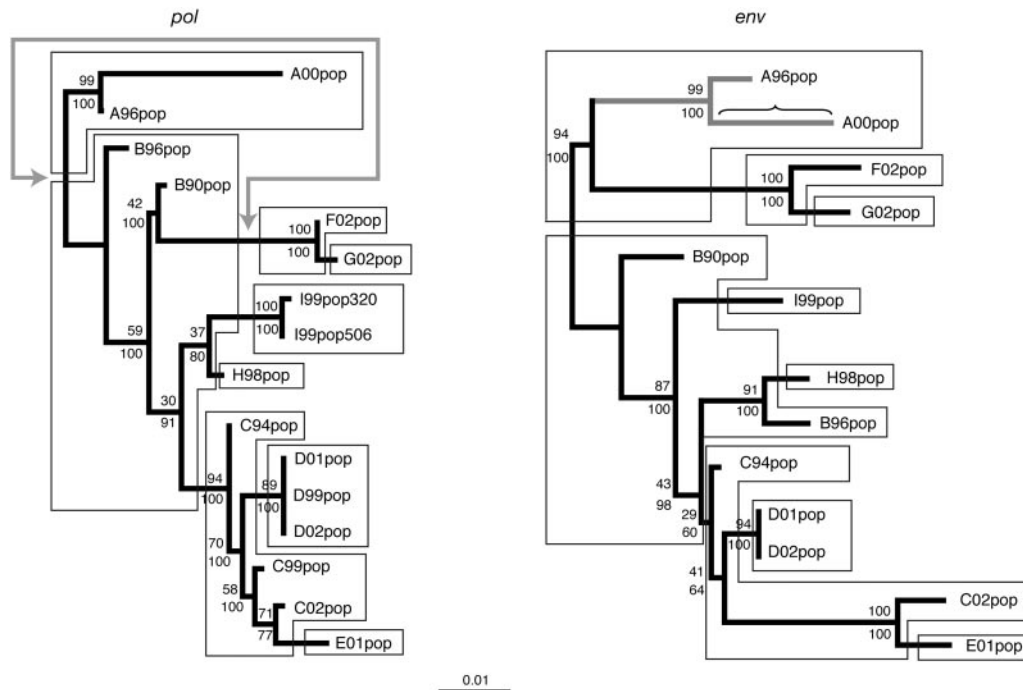 pol
env
99
100
A00pop
A96pop
B96pop
42
100
B90pop
100
100
F02pop
G02pop
59
100
37
80
100
100
I99pop320
I99pop506
H98pop
30
91
C94pop
94
100
89
100
D01pop
D99pop
D02pop
70
100
C99pop
58
100
C02pop
71
77
E01pop
0.01
94
100
99
100
A96pop
A00pop
100
100
F02pop
G02pop
B90pop
I99pop
87
100
91
100
H98pop
B96pop
43
98
C94pop
29
60
94
100
D01pop
D02pop
41
64
100
100
C02pop
E01pop